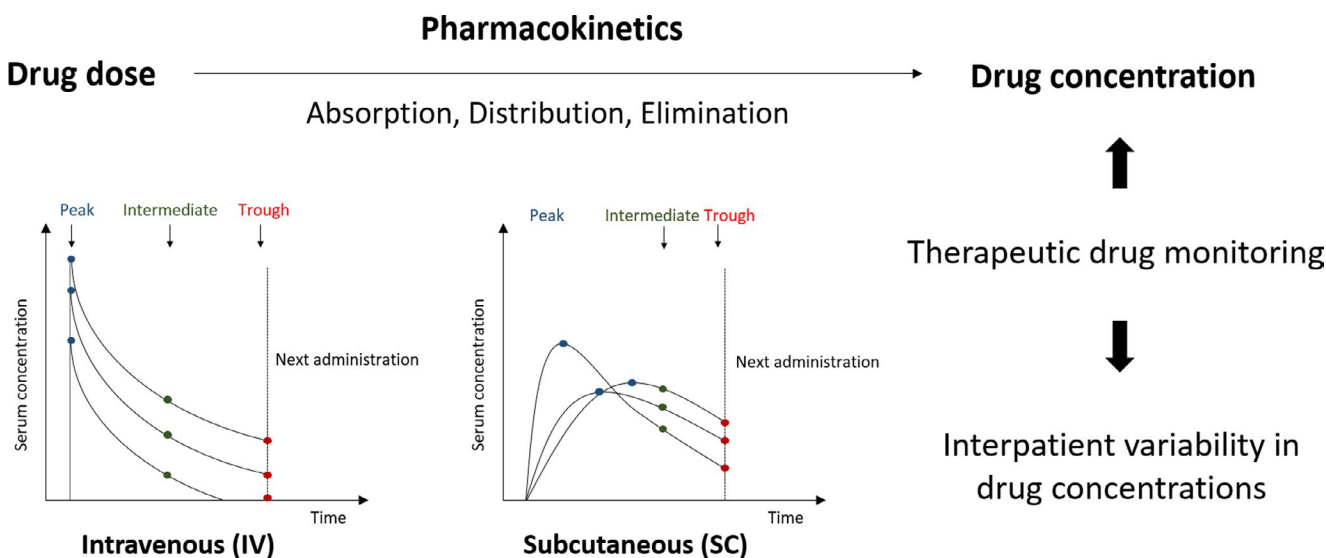 Pharmacokinetics
Drug dose
Drug concentration
Absorption, Distribution, Elimination
Peak
Intermediate
Trough
Serum concentration
Next administration
Time
Intravenous (IV)
Peak
Intermediate
Trough
Serum concentration
Next administration
Time
Subcutaneous (SC)
Therapeutic drug monitoring
Interpatient variability in
drug concentrations